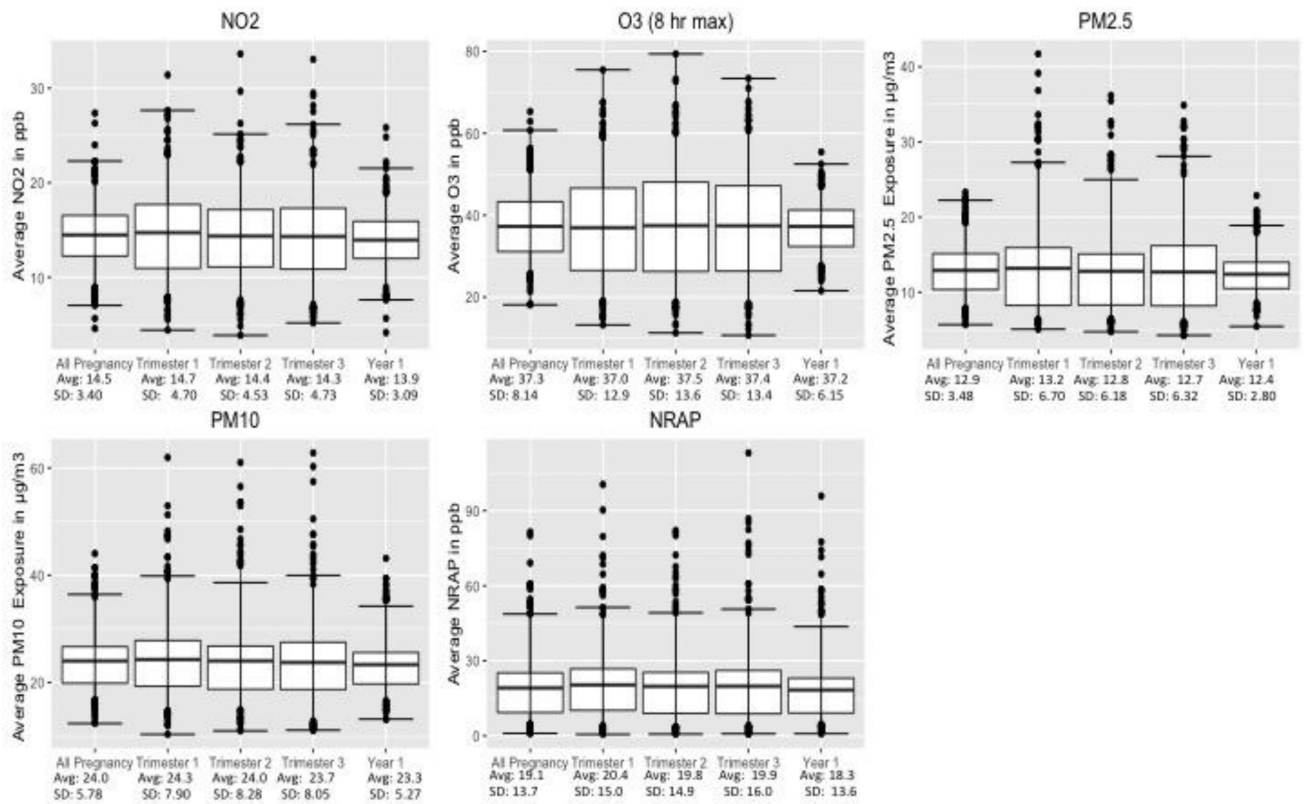 NO2
O3 (8 hr max)
PM2.5
Average NO2 in ppb
30
20
10
All Pregnancy Trimester 1 Trimester 2 Trimester 3 Year 1
Avg: 14.5 Avg: 14.7 Avg: 14.4 Avg: 14.3 Avg: 13.9
SD: 3.40 SD: 4.70 SD: 4.53 SD: 4.73 SD: 3.09
Average O3 in ppb
80
60
40
20
All Pregnancy Trimester 1 Trimester 2 Trimester 3 Year 1
Avg: 37.3 Avg: 37.0 Avg: 37.5 Avg: 37.4 Avg: 37.2
SD: 8.14 SD: 12.9 SD: 13.6 SD: 13.4 SD: 6.15
Average PM2.5 Exposure in µg/m3
40
30
20
10
All Pregnancy Trimester 1 Trimester 2 Trimester 3 Year 1
Avg: 12.9 Avg: 13.2 Avg: 12.8 Avg: 12.7 Avg: 12.4
SD: 3.48 SD: 6.70 SD: 6.18 SD: 6.32 SD: 2.80
PM10
NRAP
Average PM10 Exposure in µg/m3
60
40
20
All Pregnancy Trimester 1 Trimester 2 Trimester 3 Year 1
Avg: 24.0 Avg: 24.3 Avg: 24.0 Avg: 23.7 Avg: 23.3
SD: 5.78 SD: 7.90 SD: 8.28 SD: 8.05 SD: 5.27
Average NRAP in ppb
90
60
30
0
All Pregnancy Trimester 1 Trimester 2 Trimester 3 Year 1
Avg: 19.1 Avg: 20.4 Avg: 19.8 Avg: 19.9 Avg: 18.3
SD: 13.7 SD: 15.0 SD: 14.9 SD: 16.0 SD: 13.6